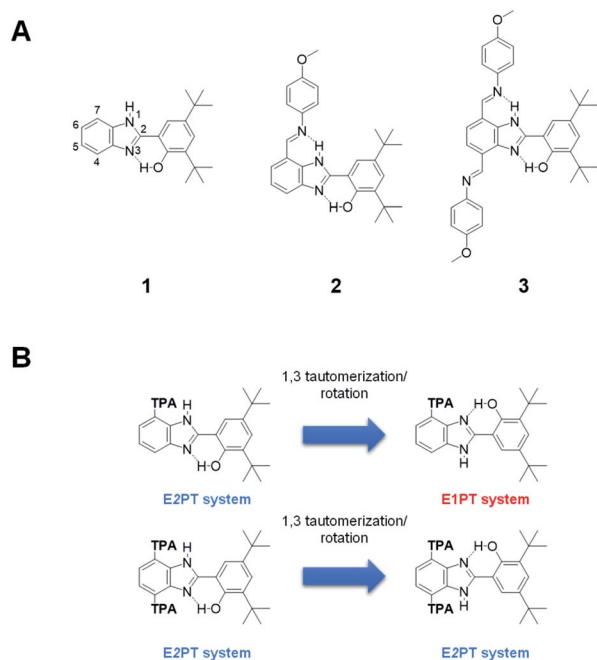 A
O
N
7
H
N 1
6
2
5
N3
4
H-O
1
O
N
H
N
N
H-O
2
O
N
H
N
N
H-O
N
O
3
B
TPA
H
N
N
H-O
E2PT system
1,3 tautomerization/
rotation
TPA
H-O
N
N
H
E1PT system
TPA
H
N
N
TPA
H-O
E2PT system
1,3 tautomerization/
rotation
TPA
H-O
N
N
TPA H
E2PT system